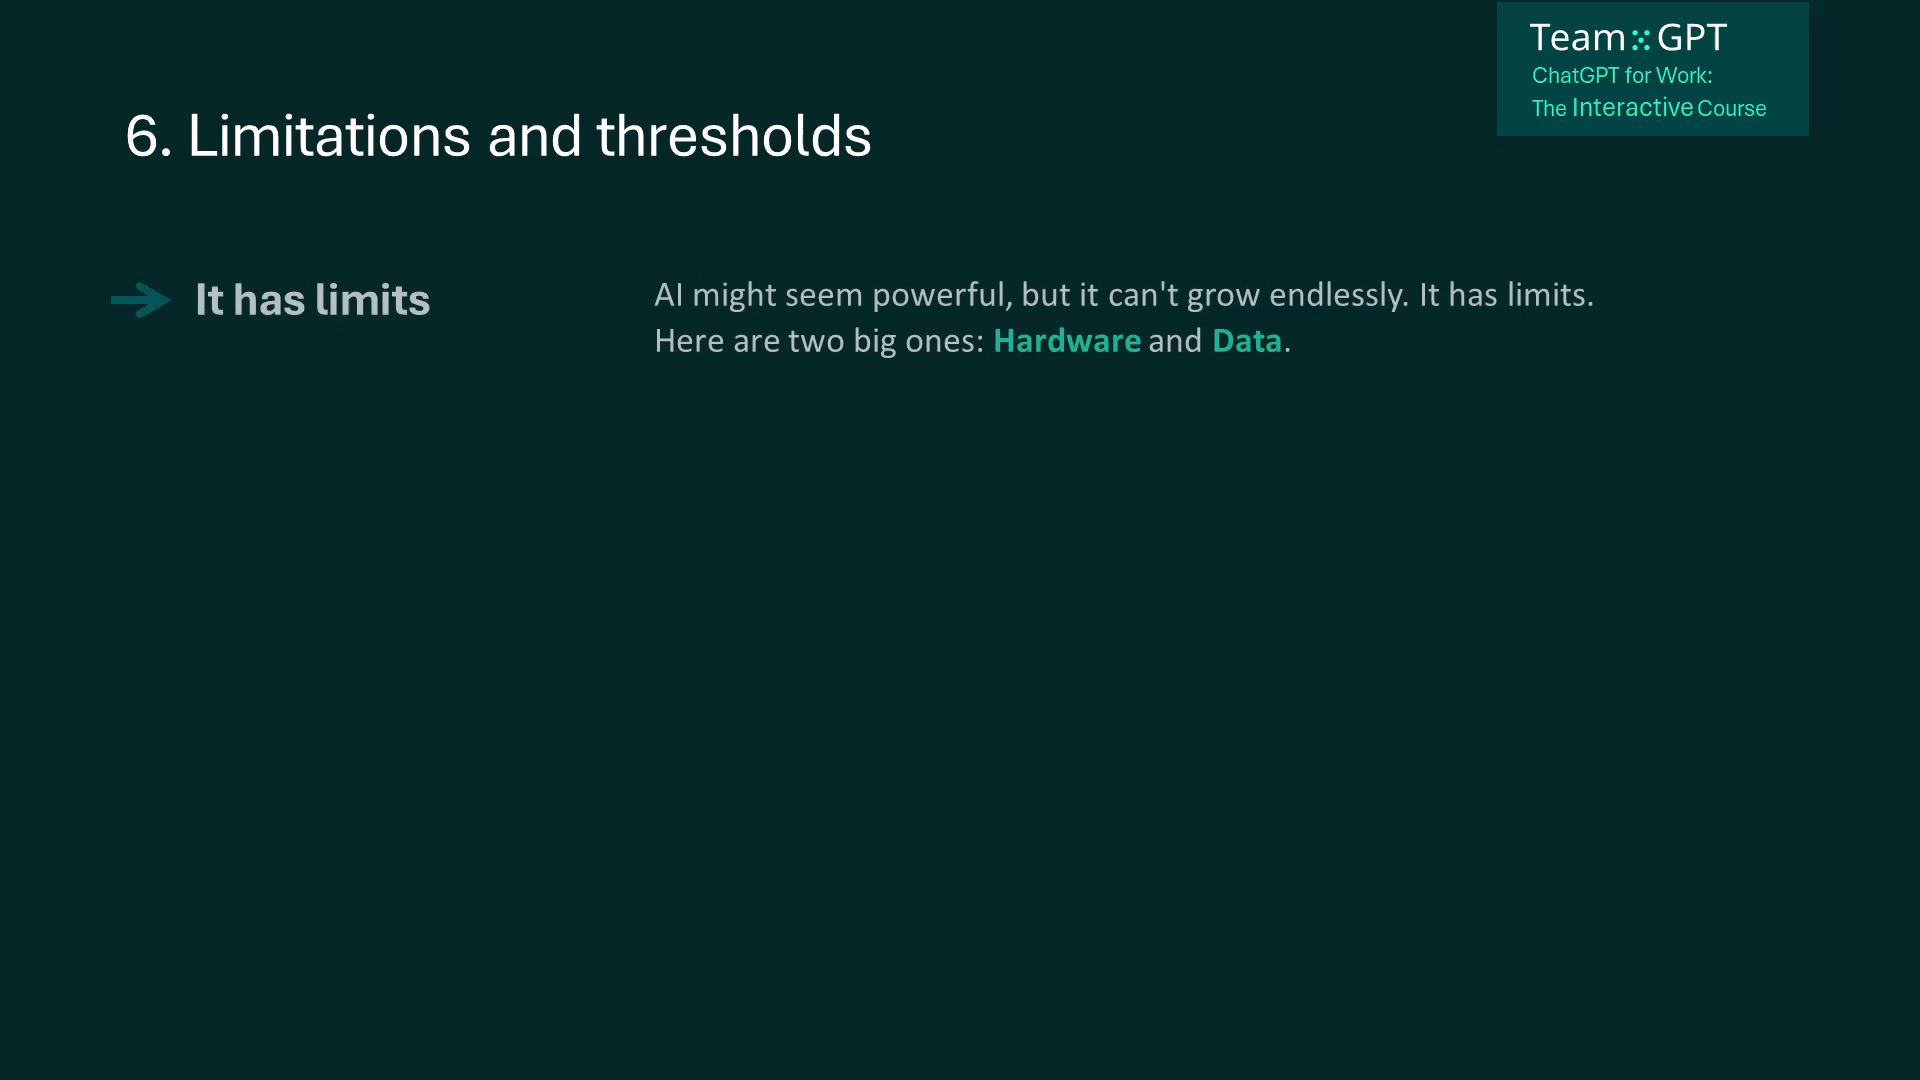 Team GPT
ChatGPT for Work:
The Interactive Course
6. Limitations and thresholds
It has limits
AI might seem powerful, but it can't grow endlessly. It has limits.
Here are two big ones: Hardware and Data.